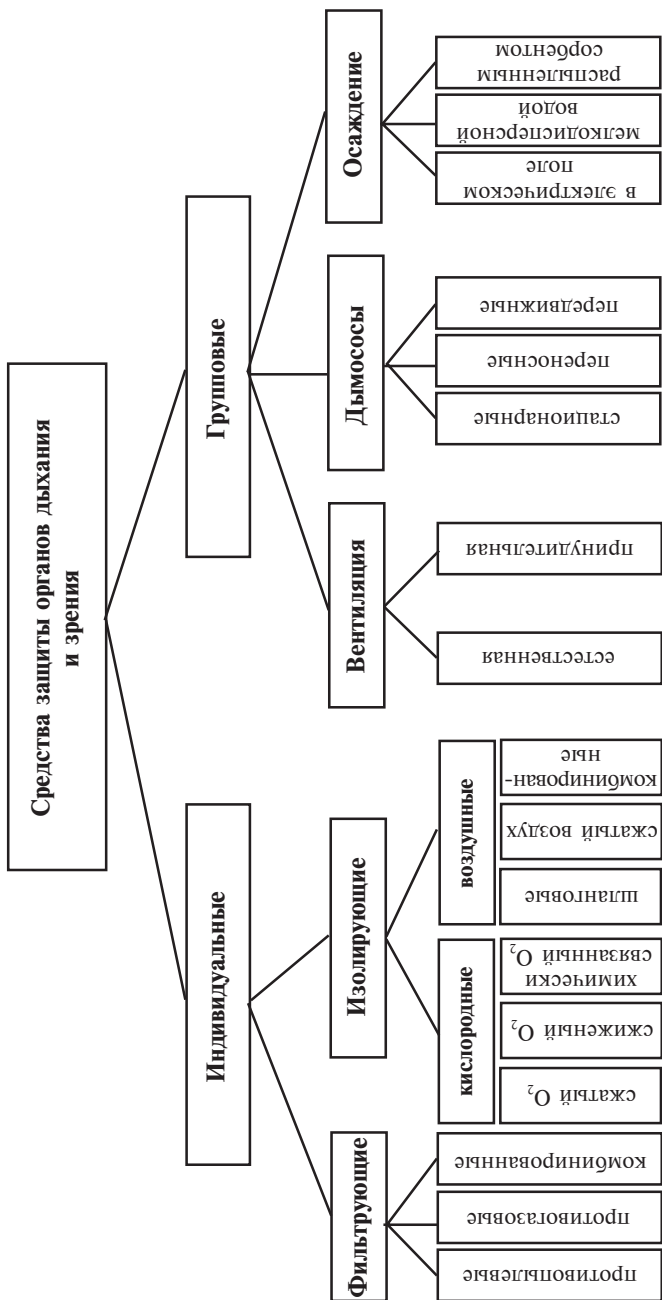 Средства защиты органов дыхания
и зрения
Индивидуальные
Групповые
Фильтрующие
Изолирующие
Вентиляция
Дымососы
Осаждение
кислородные
воздушные
противопылевые
противогазовые
комбинированные
сжатый O₂
сжиженый O₂
химически
связанный O₂
шланговые
сжатый воздух
комбинирован-
ные
естественная
принудительная
стационарные
переносные
передвижные
в электрическом
поле
мелкодисперсной
водой
распыленным
сорбентом